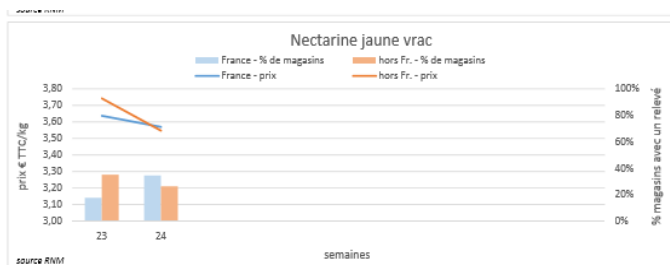 source RNM
Nectarine jaune vrac
France - % de magasins hors Fr. - % de magasins
France - prix hors Fr. - prix
3,80 100%
3,70
3,60 80%
3,50 60%
3,40
3,30 40%
3,20 20%
3,10
3,00 0%
prix € TTC/kg
% magasins avec un relevé
23 24
semaines
source RNM